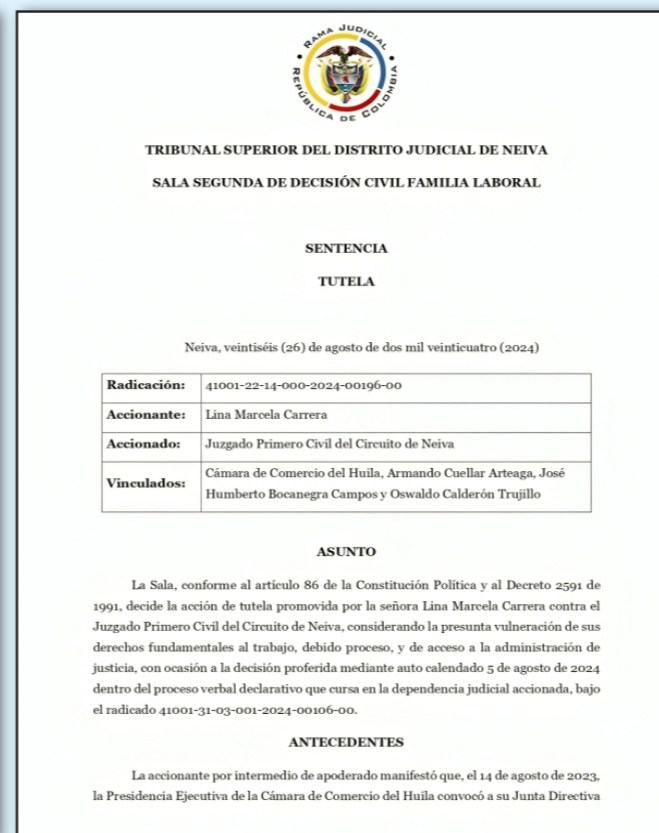 RAMA JUDICIAL
REPÚBLICA DE COLOMBIA
TRIBUNAL SUPERIOR DEL DISTRITO JUDICIAL DE NEIVA
SALA SEGUNDA DE DECISIÓN CIVIL FAMILIA LABORAL
SENTENCIA
TUTELA
Neiva, veintiséis (26) de agosto de dos mil veinticuatro (2024)
Radicación: 41001-22-14-000-2024-00196-00
Accionante: Lina Marcela Carrera
Accionado: Juzgado Primero Civil del Circuito de Neiva
Vinculados: Cámara de Comercio del Huila, Armando Cuellar Arteaga, José
Humberto Bocanegra Campos y Oswaldo Calderón Trujillo
ASUNTO
La Sala, conforme al artículo 86 de la Constitución Política y al Decreto 2591 de
1991, decide la acción de tutela promovida por la señora Lina Marcela Carrera contra el
Juzgado Primero Civil del Circuito de Neiva, considerando la presunta vulneración de sus
derechos fundamentales al trabajo, debido proceso, y de acceso a la administración de
justicia, con ocasión a la decisión proferida mediante auto calendado 5 de agosto de 2024
dentro del proceso verbal declarativo que cursa en la dependencia judicial accionada, bajo
el radicado 41001-31-03-001-2024-00106-00.
ANTECEDENTES
La accionante por intermedio de apoderado manifestó que, el 14 de agosto de 2023,
la Presidencia Ejecutiva de la Cámara de Comercio del Huila convocó a su Junta Directiva